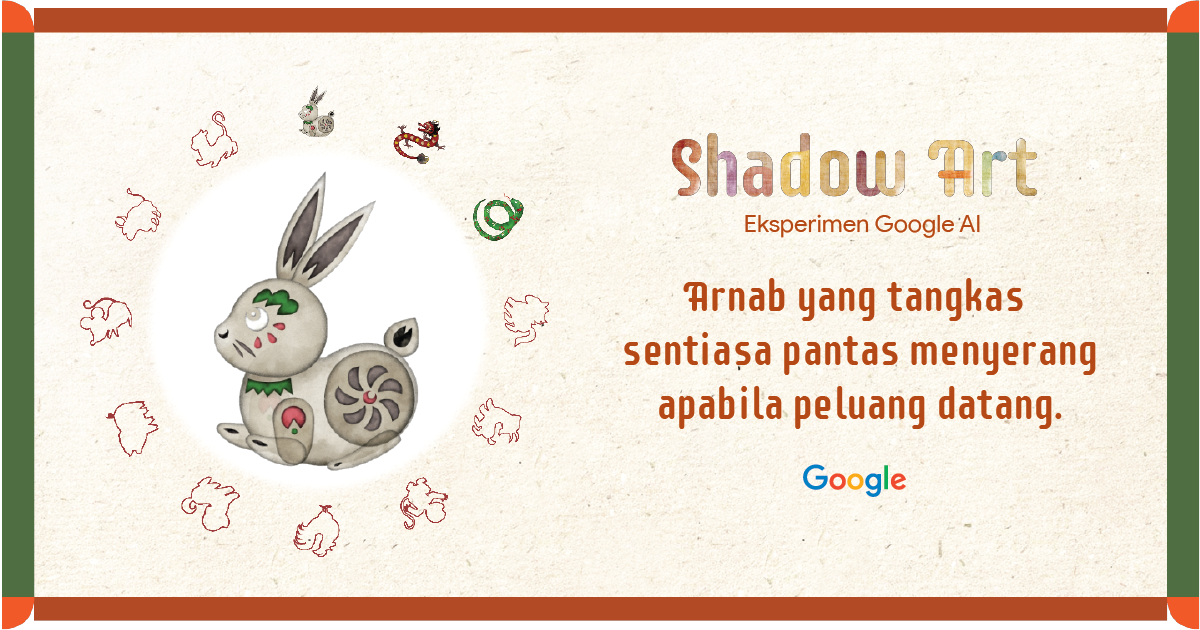 Shadow Art
Eksperimen Google AI
Arnab yang tangkas
sentiasa pantas menyerang
apabila peluang datang.
Google